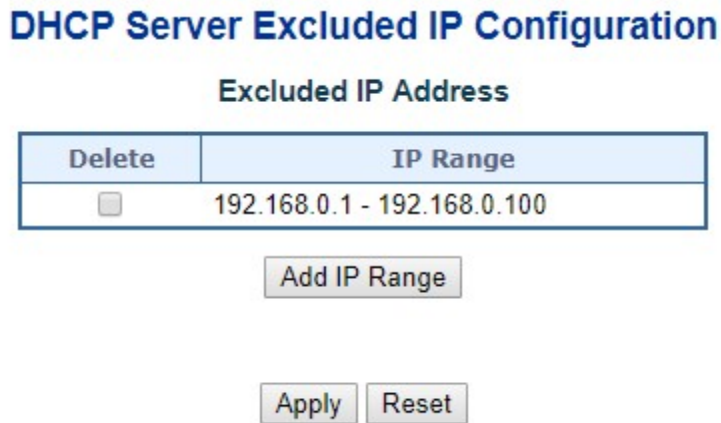 DHCP Server Excluded IP Configuration
Excluded IP Address
Delete IP Range
192.168.0.1 - 192.168.0.100
Add IP Range
Apply Reset